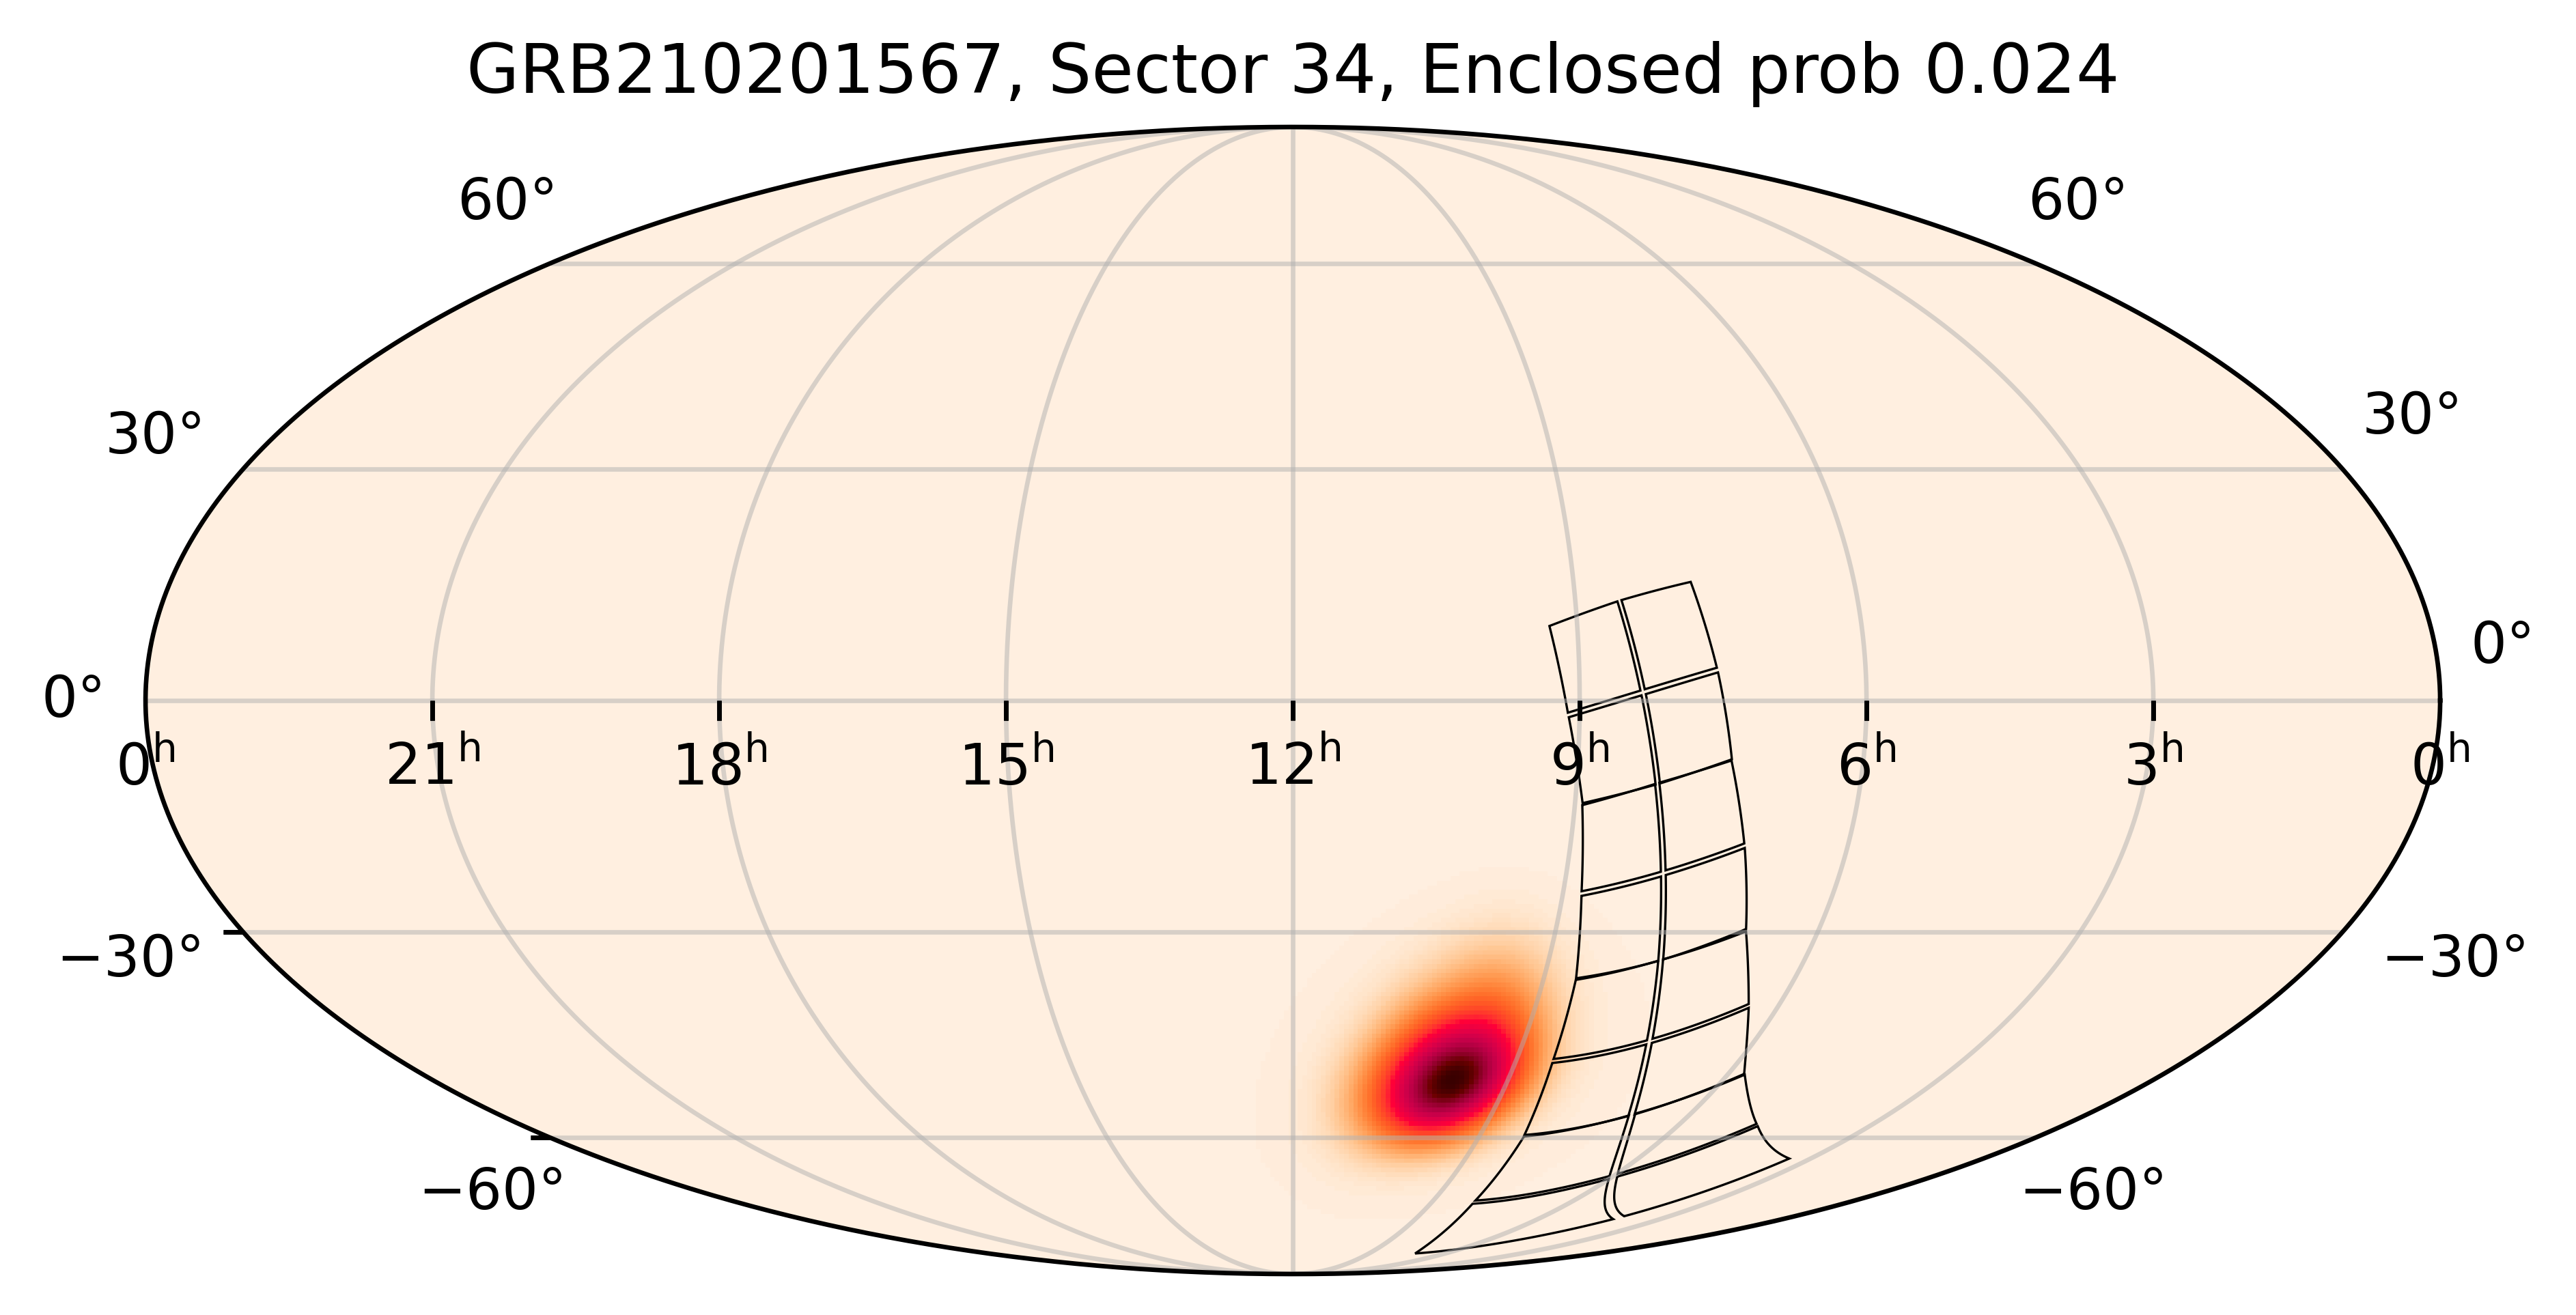 GRB210201567, Sector 34, Enclosed prob 0.024
60° 60°
30° 30°
0° 0°
0ʰ 21ʰ 18ʰ 15ʰ 12ʰ 9ʰ 6ʰ 3ʰ 0ʰ
−30° −30°
−60° −60°